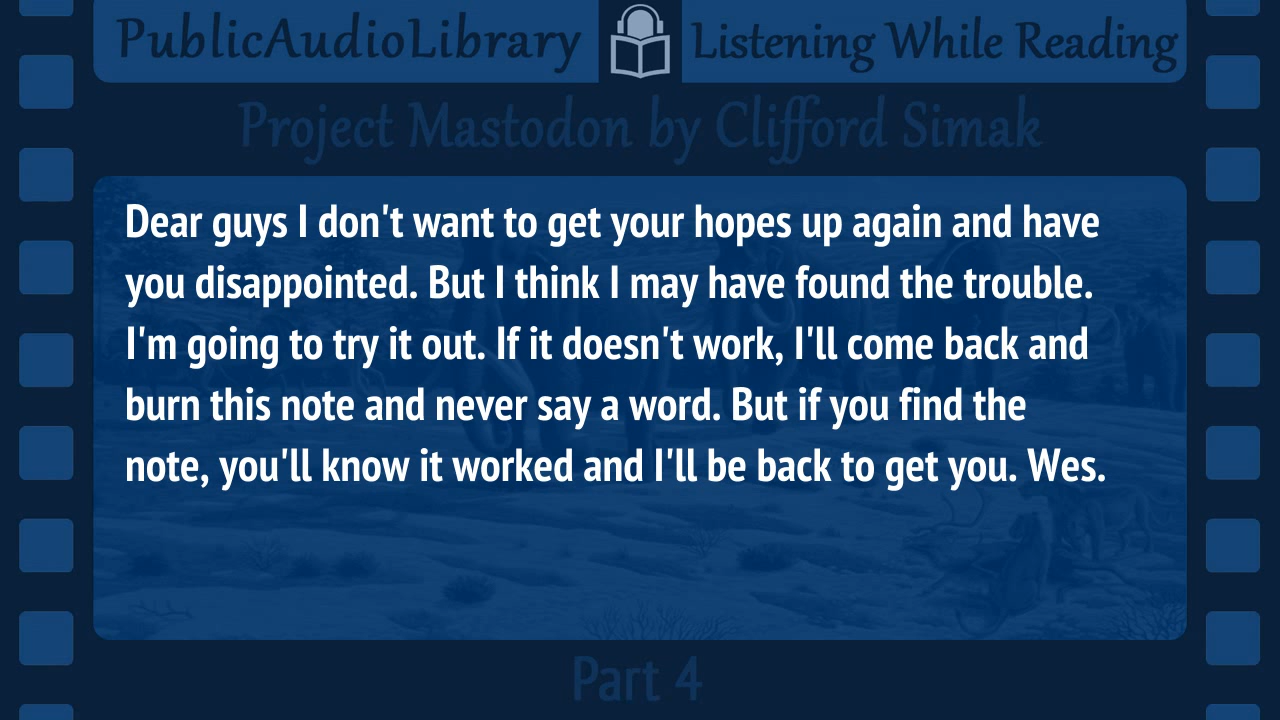 PublicAudioLibrary
Listening While Reading
Project Mastodon by Clifford Simak
Dear guys I don't want to get your hopes up again and have
you disappointed. But I think I may have found the trouble.
I'm going to try it out. If it doesn't work, I'll come back and
burn this note and never say a word. But if you find the
note, you'll know it worked and I'll be back to get you. Wes.
Part 4